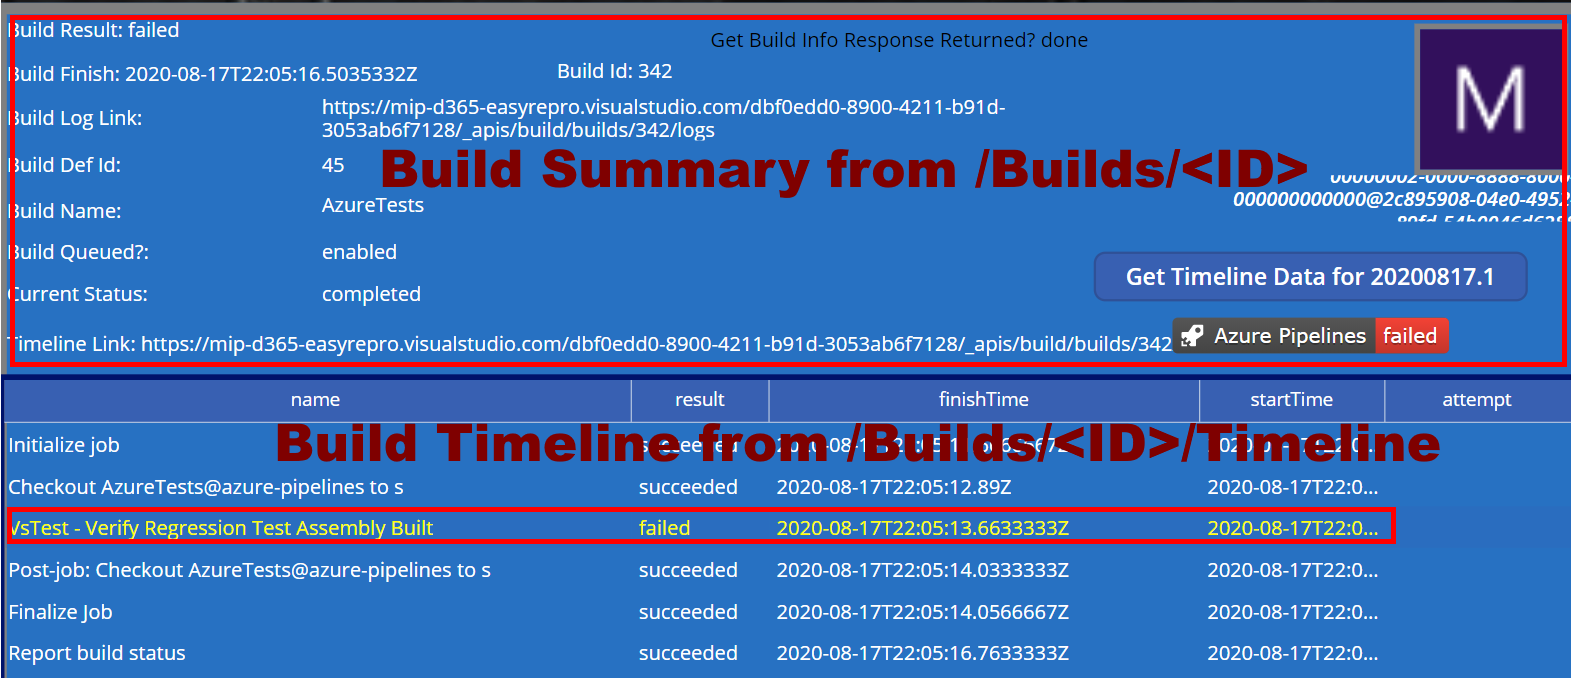 Build Result: failed
Get Build Info Response Returned? done
Build Finish: 2020-08-17T22:05:16.5035332Z
Build Id: 342
M
Build Log Link:
https://mip-d365-easyrepro.visualstudio.com/dbf0edd0-8900-4211-b91d-
3053ab6f7128/_apis/build/builds/342/logs
Build Def Id:
45
Build Summary from /Builds/<ID>
Build Name:
AzureTests
000000000000@2c895908-04e0-4952
Build Queued?:
enabled
Get Timeline Data for 20200817.1
Current Status:
completed
Timeline Link: https://mip-d365-easyrepro.visualstudio.com/dbf0edd0-8900-4211-b91d-3053ab6f7128/_apis/build/builds/342
Azure Pipelines failed
name result finishTime startTime attempt
Build Timeline from /Builds/<ID>/Timeline
Initialize job succeeded
Checkout AzureTests@azure-pipelines to s succeeded 2020-08-17T22:05:12.89Z 2020-08-17T22:0...
VsTest - Verify Regression Test Assembly Built failed 2020-08-17T22:05:13.6633333Z 2020-08-17T22:0...
Post-job: Checkout AzureTests@azure-pipelines to s succeeded 2020-08-17T22:05:14.0333333Z 2020-08-17T22:0...
Finalize Job succeeded 2020-08-17T22:05:14.0566667Z 2020-08-17T22:0...
Report build status succeeded 2020-08-17T22:05:16.7633333Z 2020-08-17T22:0...